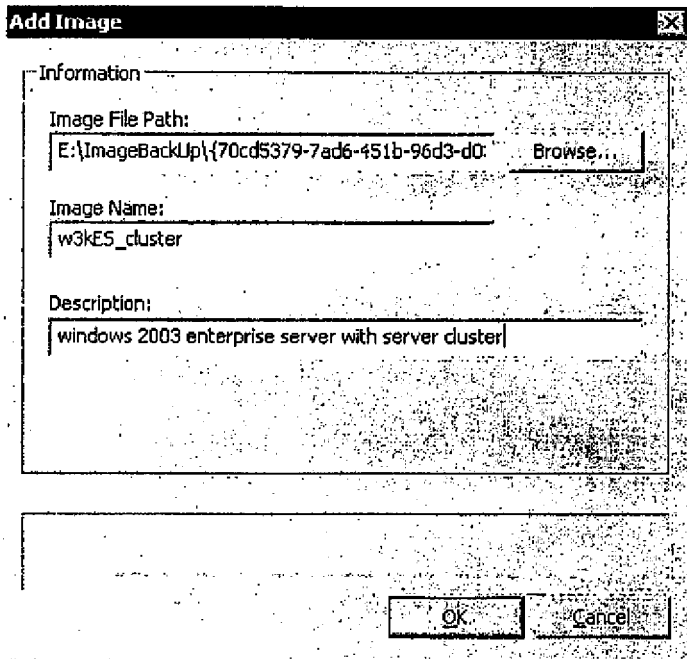 Add Image
Information
Image File Path:
E:\ImageBackUp\{70cd5379-7ad6-451b-96d3-d0:
Browse...
Image Name:
w3kES_cluster
Description:
windows 2003 enterprise server with server cluster
OK
Cancel